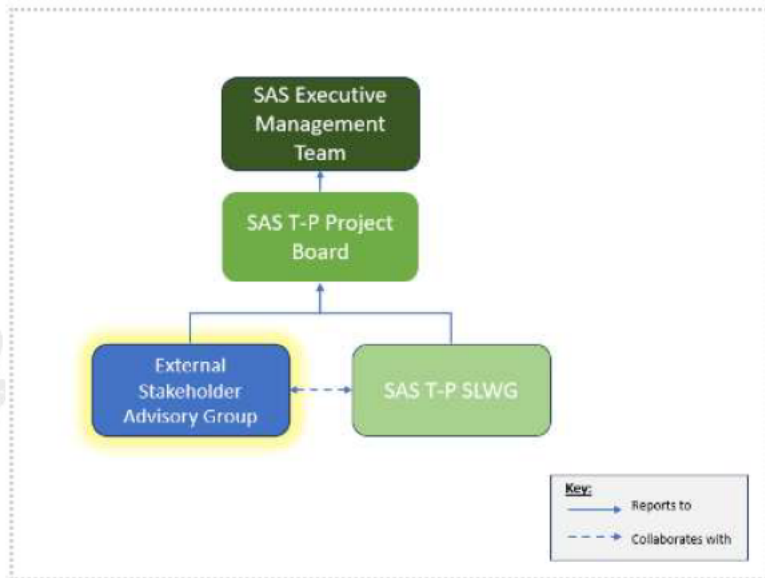 SAS Executive
Management
Team
SAS T-P Project
Board
External
Stakeholder
Advisory Group
SAS T-P SLWG
Key:
Reports to
Collaborates with